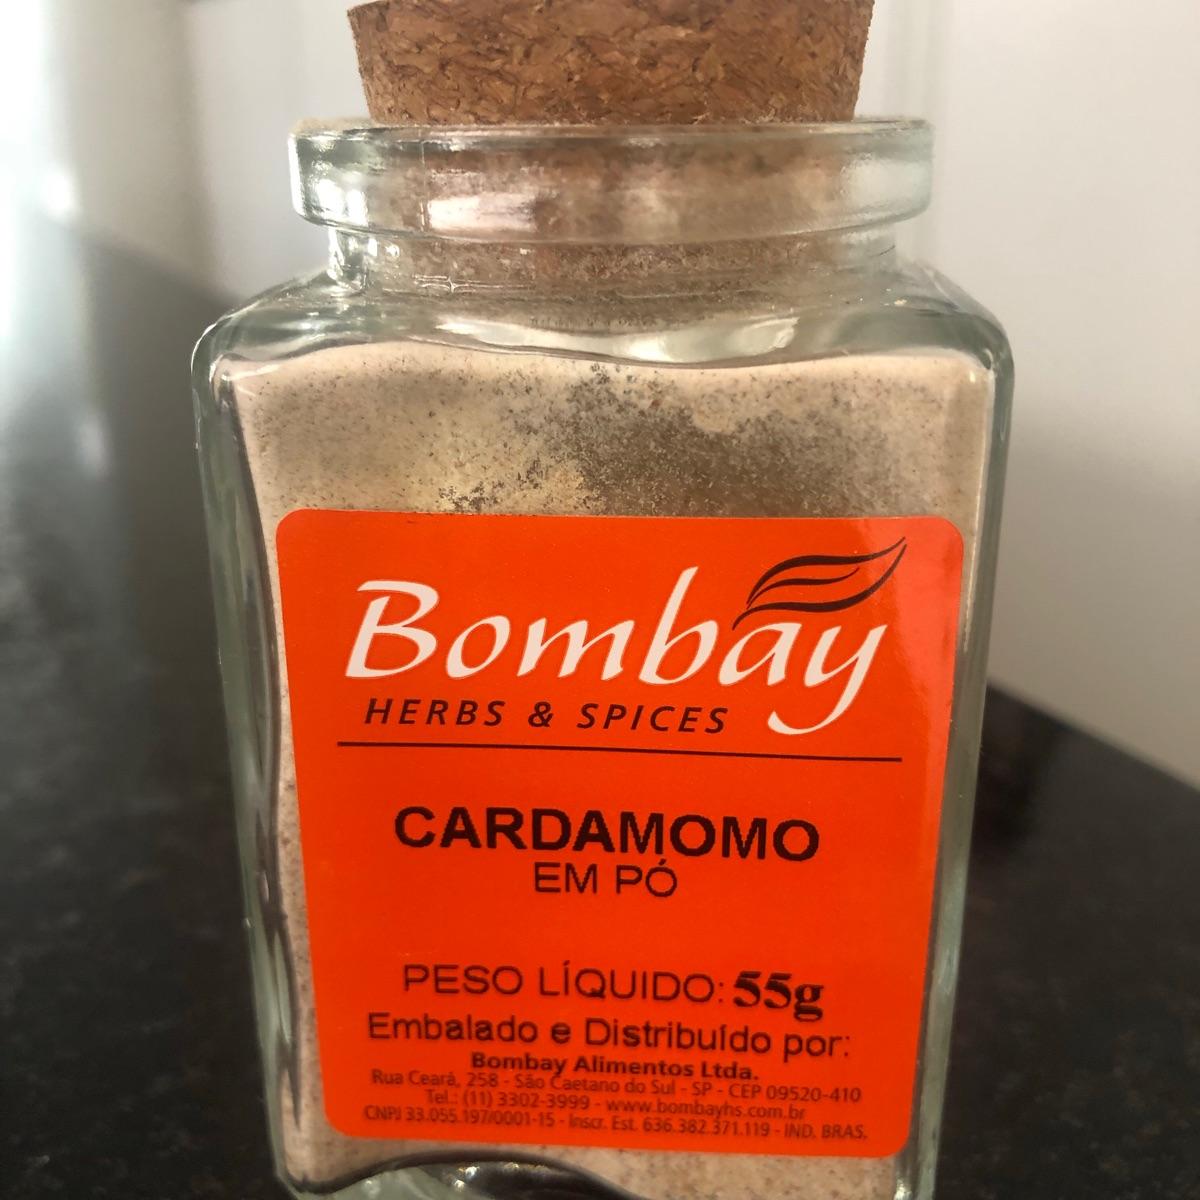 Bombay
HERBS & SPICES
CARDAMOMO
EM PÓ
PESO LÍQUIDO: 55g
Embalado e Distribuído por:
Bombay Alimentos Ltda.
Rua Ceará, 258 - São Caetano do Sul - SP - CEP 09520-410
Tel.: (11) 3302-3999 - www.bombayhs.com.br
CNPJ 33.055.197/0001-15 - Inscr. Est. 636.382.371.119 - IND. BRAS.